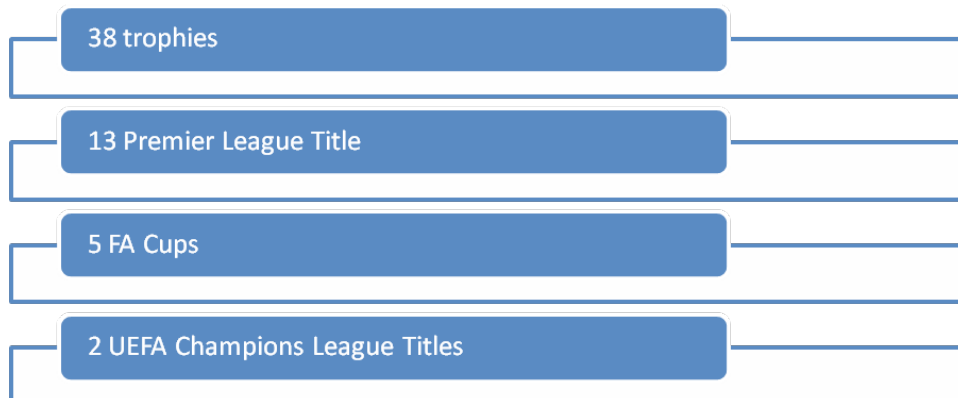 38 trophies
13 Premier League Title
5 FA Cups
2 UEFA Champions League Titles